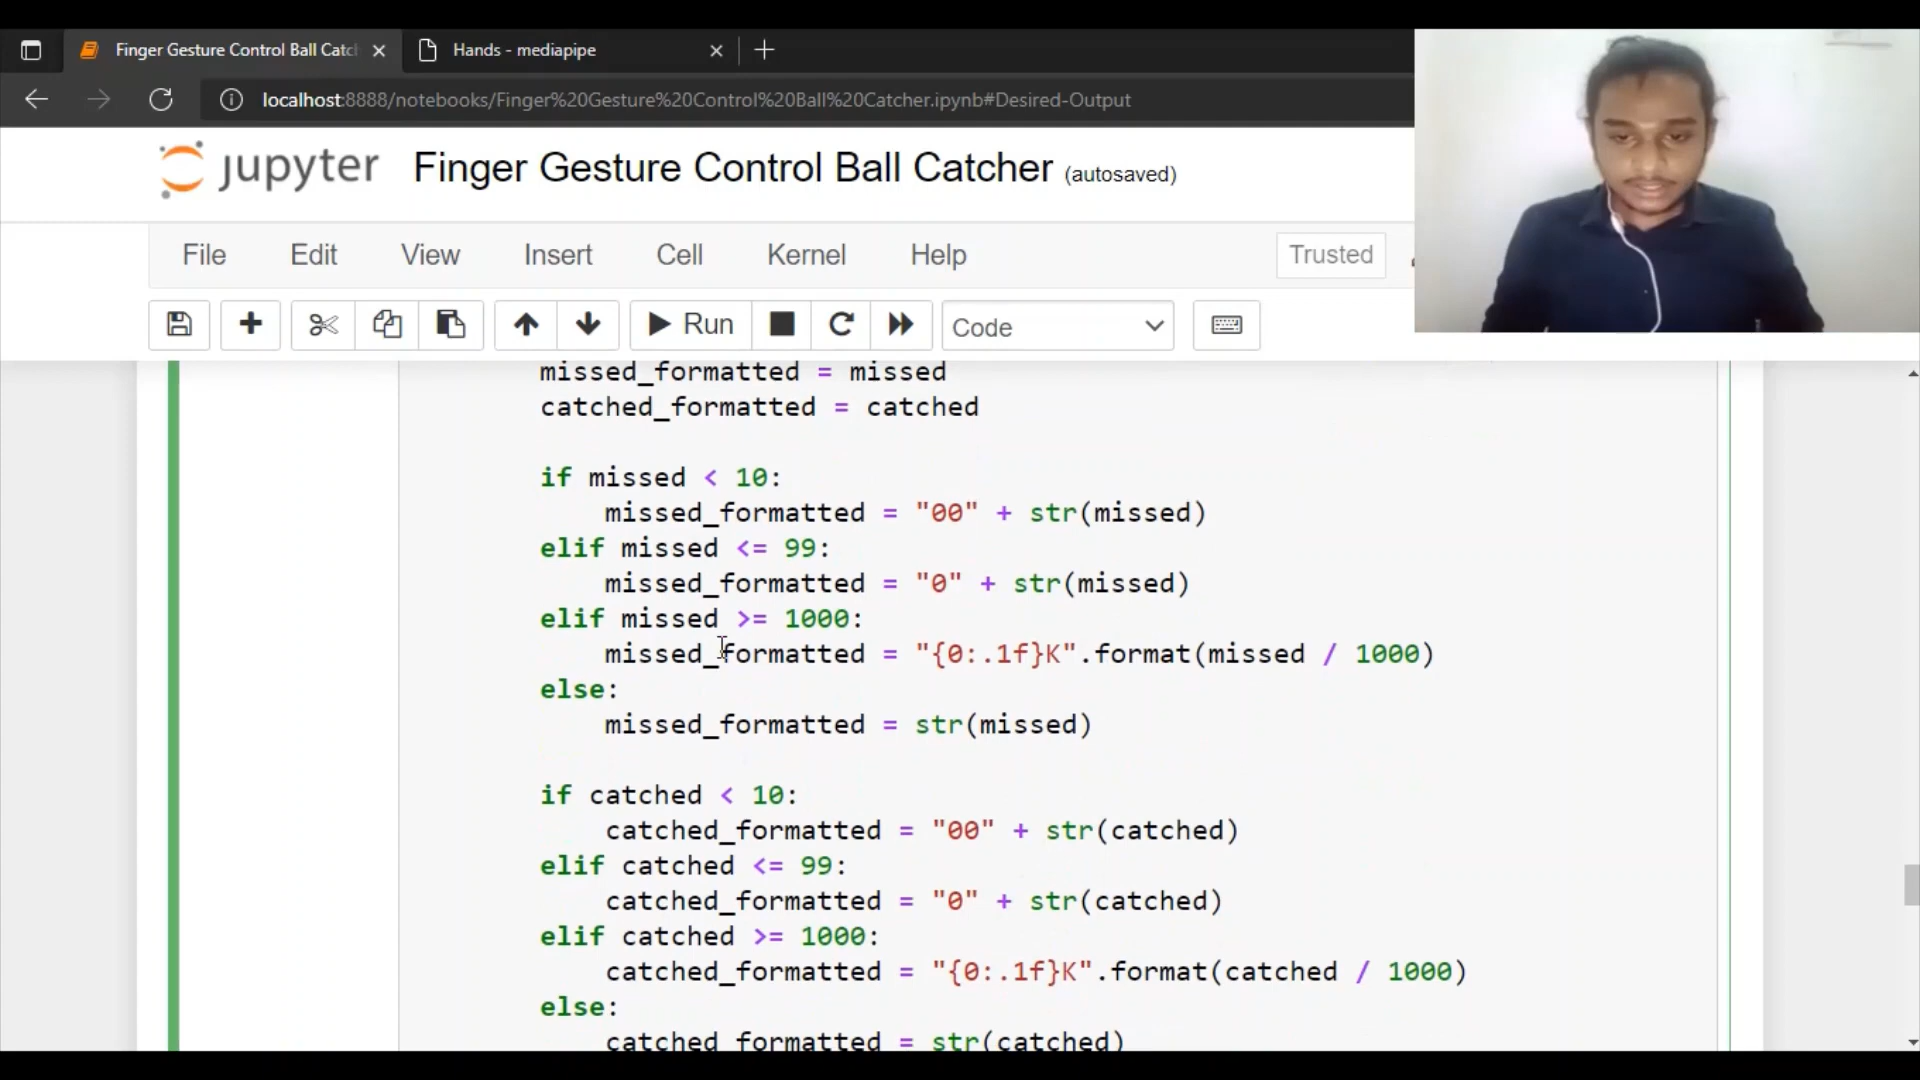 Finger Gesture Control Ball Catc
Hands - mediapipe
localhost:8888/notebooks/Finger%20Gesture%20Control%20Ball%20Catcher.ipynb#Desired-Output
jupyter Finger Gesture Control Ball Catcher (autosaved)
File Edit View Insert Cell Kernel Help Trusted
Run Code
missed_formatted = missed
catched_formatted = catched
if missed < 10:
missed_formatted = "00" + str(missed)
elif missed <= 99:
missed_formatted = "0" + str(missed)
elif missed >= 1000:
missed_formatted = "{0:.1f}K".format(missed / 1000)
else:
missed_formatted = str(missed)
if catched < 10:
catched_formatted = "00" + str(catched)
elif catched <= 99:
catched_formatted = "0" + str(catched)
elif catched >= 1000:
catched_formatted = "{0:.1f}K".format(catched / 1000)
else:
catched_formatted = str(catched)